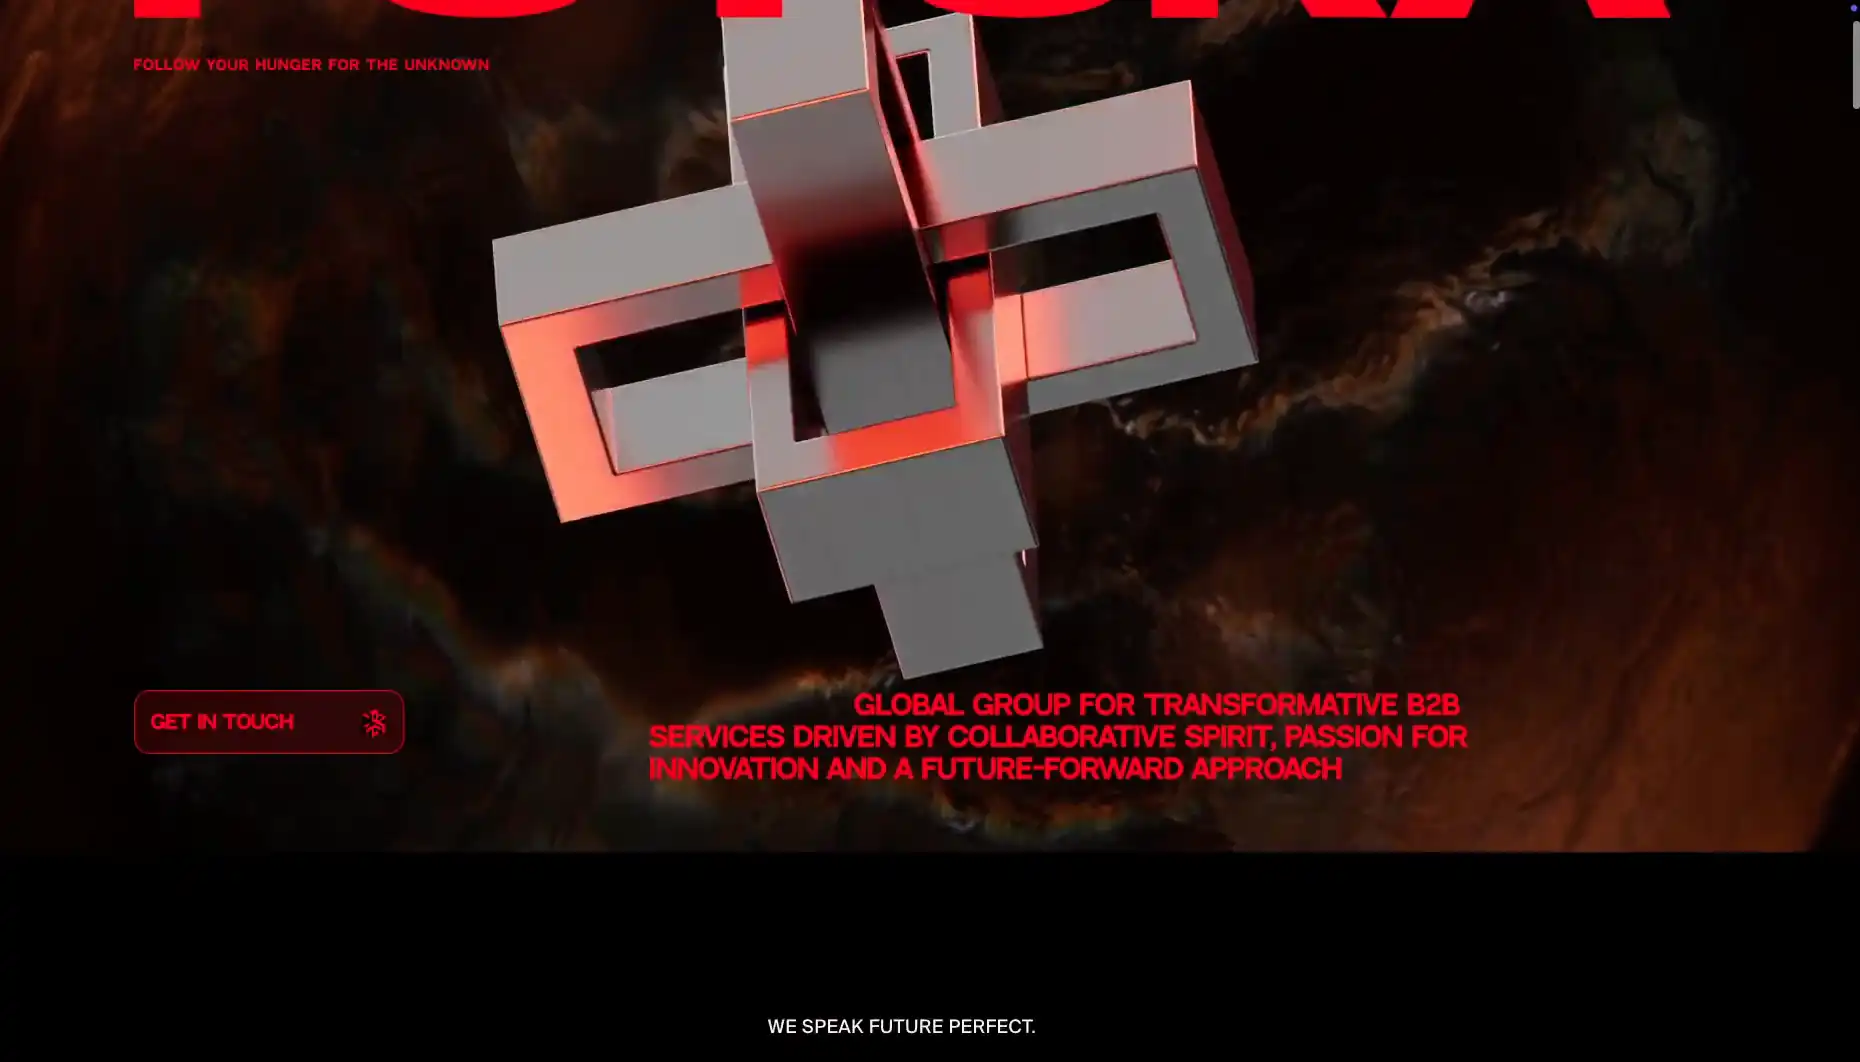 FUTURA
FOLLOW YOUR HUNGER FOR THE UNKNOWN
GET IN TOUCH
GLOBAL GROUP FOR TRANSFORMATIVE B2B
SERVICES DRIVEN BY COLLABORATIVE SPIRIT, PASSION FOR
INNOVATION AND A FUTURE-FORWARD APPROACH
WE SPEAK FUTURE PERFECT.